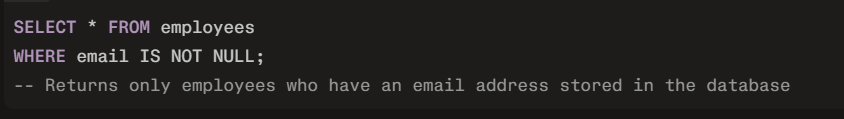 SELECT * FROM employees
WHERE email IS NOT NULL;
-- Returns only employees who have an email address stored in the database